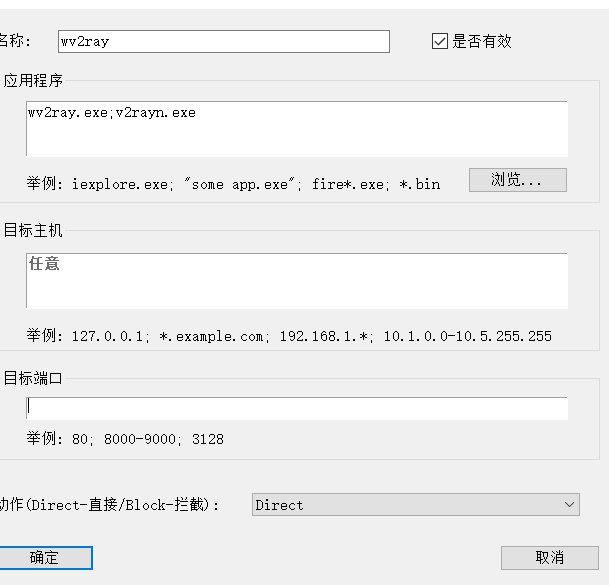 名称: wv2ray 是否有效
应用程序
wv2ray.exe;v2rayn.exe
举例: iexplore.exe; "some app.exe"; fire*.exe; *.bin 浏览...
目标主机
任意
举例: 127.0.0.1; *.example.com; 192.168.1.*; 10.1.0.0-10.5.255.255
目标端口
举例: 80; 8000-9000; 3128
动作(Direct-直接/Block-拦截): Direct
确定 取消